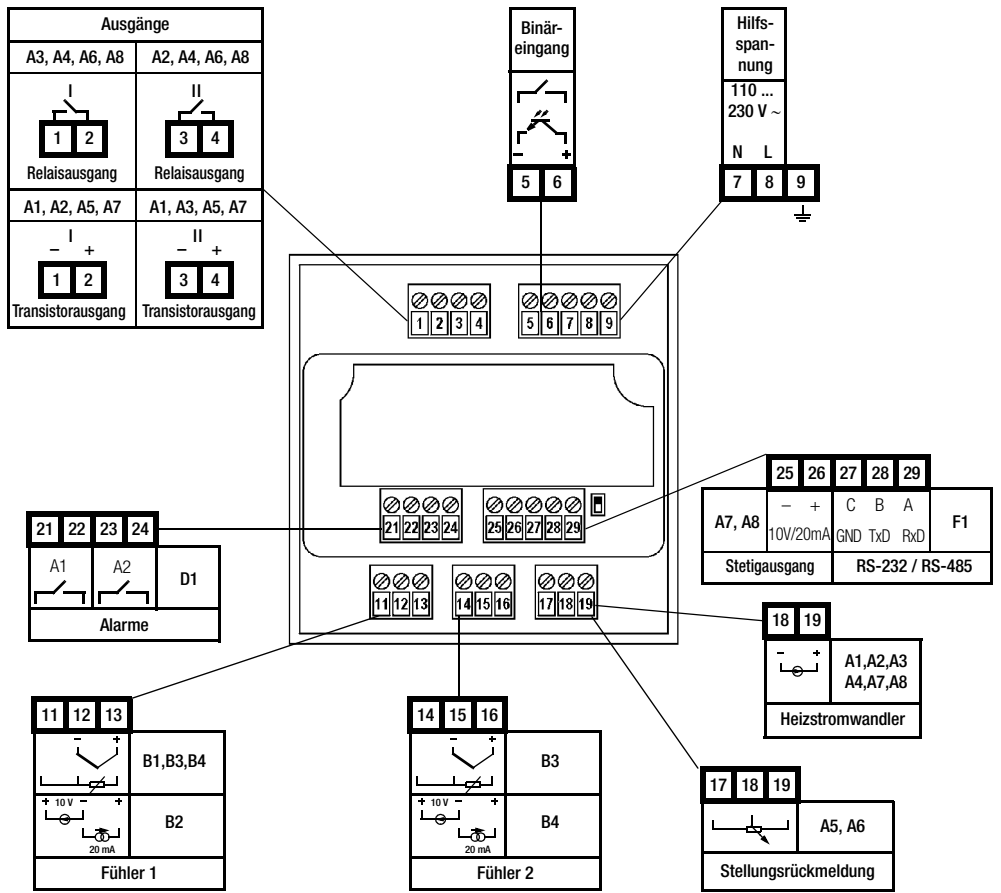 Ausgänge
A3, A4, A6, A8
A2, A4, A6, A8
I
II
1 2
3 4
Relaisausgang
Relaisausgang
A1, A2, A5, A7
A1, A3, A5, A7
I
II
– +
– +
1 2
3 4
Transistorausgang
Transistorausgang
Binär-
eingang
– +
5 6
Hilfs-
span-
nung
110 ...
230 V ~
N L
7 8 9
1 2 3 4
5 6 7 8 9
21 22 23 24
25 26 27 28 29
11 12 13
14 15 16
17 18 19
25 26 27 28 29
A7, A8
– + C B A
F1
10V/20mA GND TxD RxD
Stetigausgang
RS-232 / RS-485
21 22 23 24
A1 A2
D1
Alarme
18 19
- +
A1,A2,A3
A4,A7,A8
Heizstromwandler
11 12 13
– +
B1,B3,B4
+ 10 V – +
B2
20 mA
Fühler 1
14 15 16
– +
B3
+ 10 V – +
B4
20 mA
Fühler 2
17 18 19
A5, A6
Stellungsrückmeldung